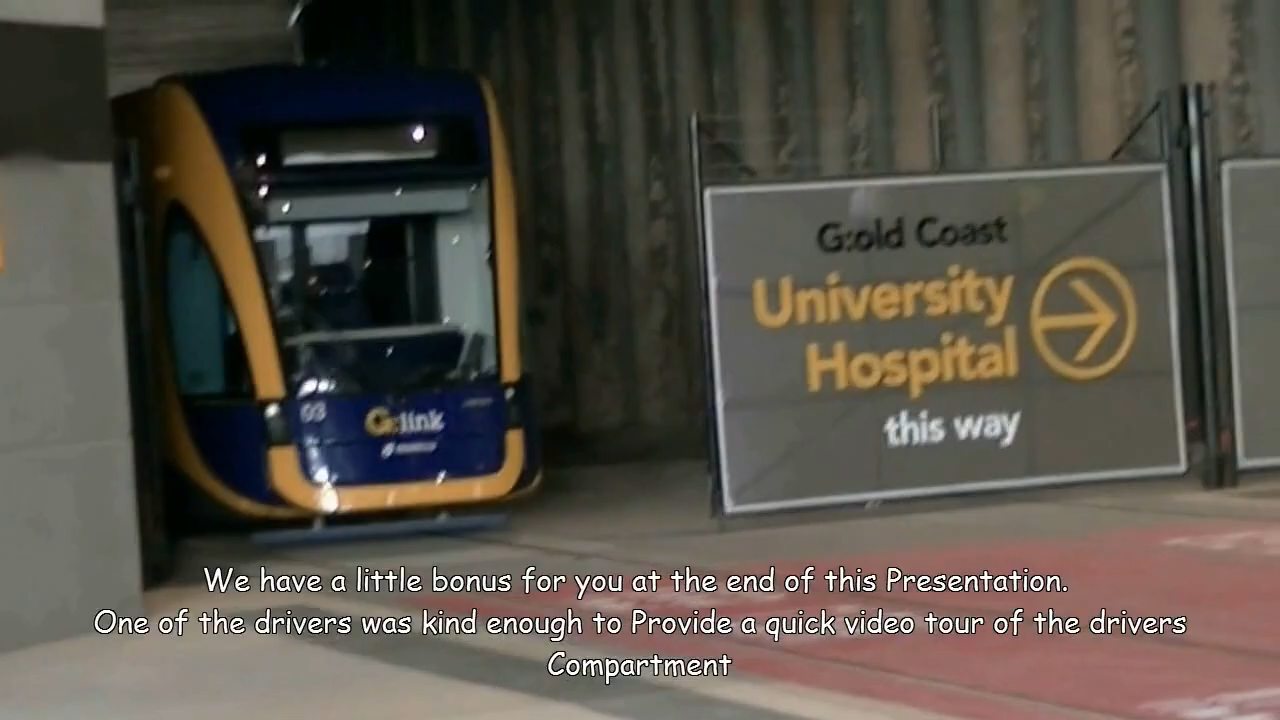 G:old Coast
University
Hospital
this way
03
G:link
We have a little bonus for you at the end of this Presentation.
One of the drivers was kind enough to Provide a quick video tour of the drivers
Compartment